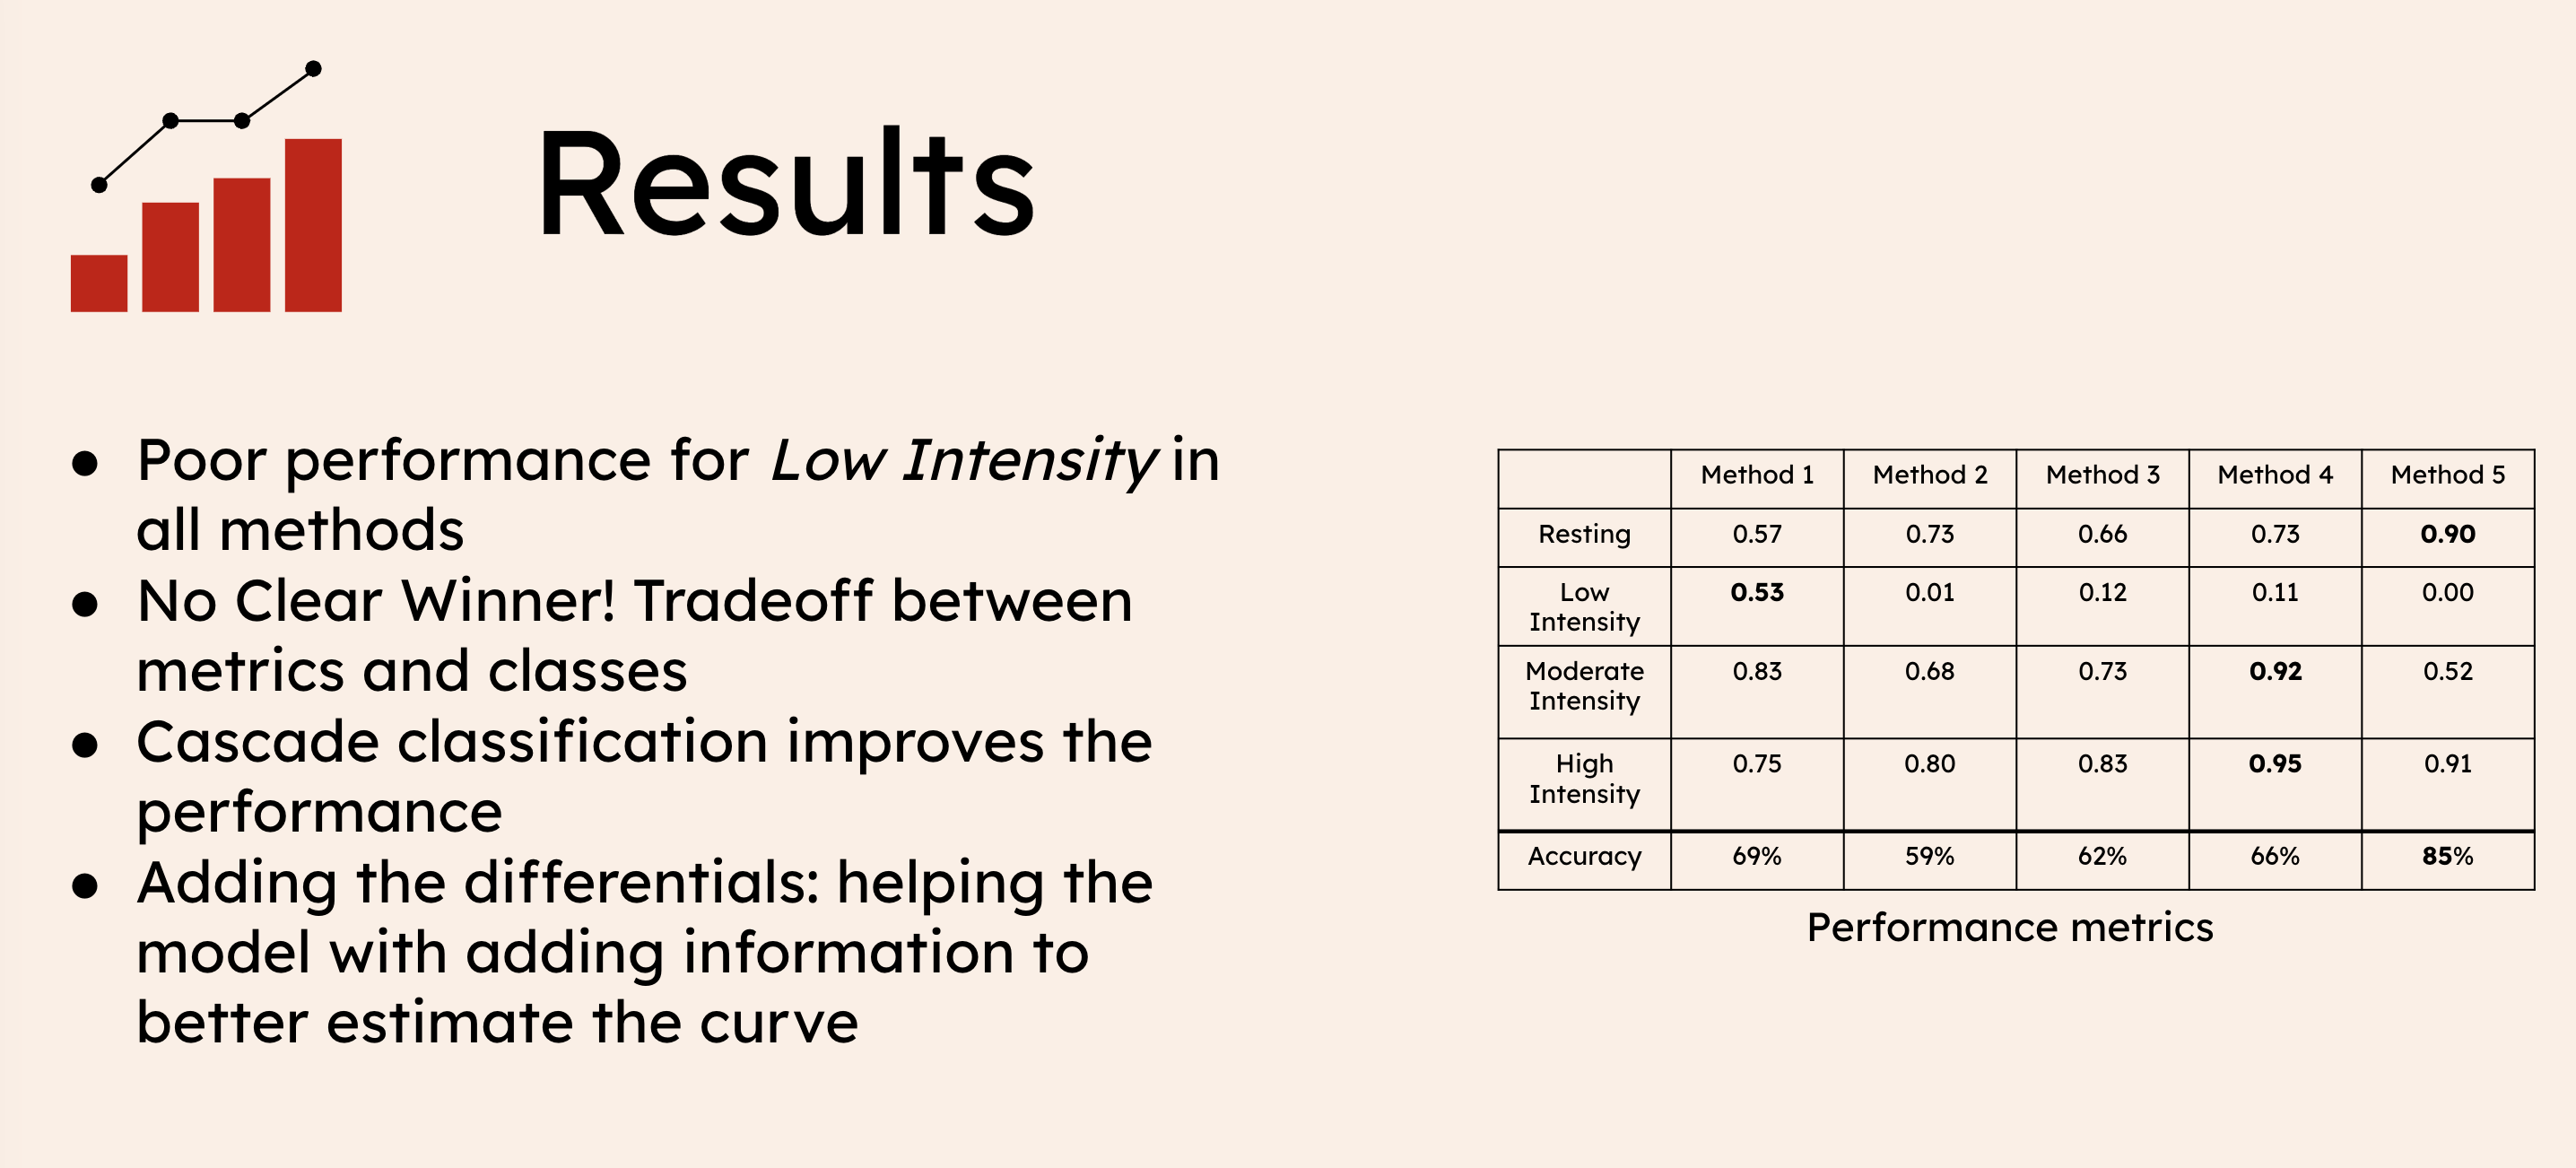 Results
● Poor performance for Low Intensity in
all methods
● No Clear Winner! Tradeoff between
metrics and classes
● Cascade classification improves the
performance
● Adding the differentials: helping the
model with adding information to
better estimate the curve
Method 1 Method 2 Method 3 Method 4 Method 5
Resting 0.57 0.73 0.66 0.73 0.90
Low 0.53 0.01 0.12 0.11 0.00
Intensity
Moderate 0.83 0.68 0.73 0.92 0.52
Intensity
High 0.75 0.80 0.83 0.95 0.91
Intensity
Accuracy 69% 59% 62% 66% 85%
Performance metrics